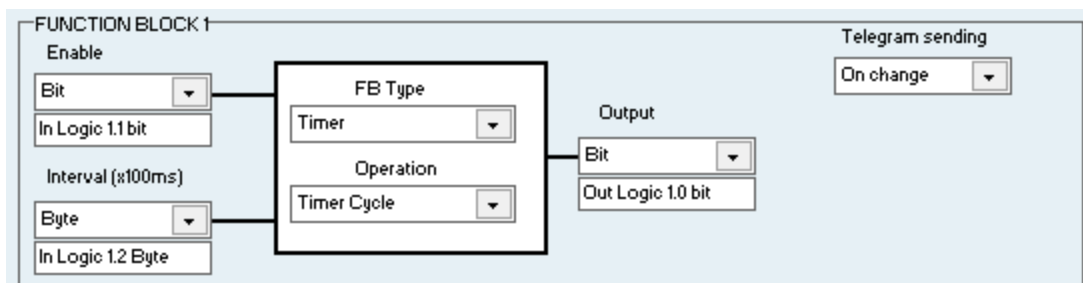 FUNCTION BLOCK 1
Telegram sending
Enable
On change
Bit
FB Type
In Logic 1.1 bit
Timer
Output
Operation
Bit
Interval (x100ms)
Timer Cycle
Out Logic 1.0 bit
Byte
In Logic 1.2 Byte